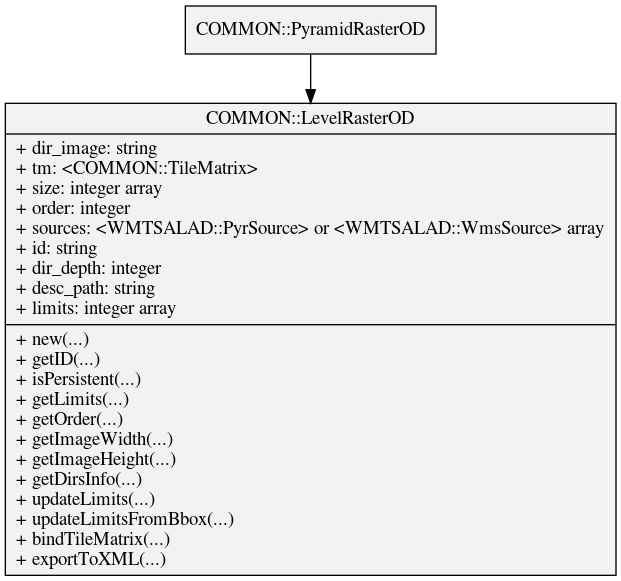 COMMON::PyramidRasterOD
COMMON::LevelRasterOD
+ dir_image: string
+ tm: <COMMON::TileMatrix>
+ size: integer array
+ order: integer
+ sources: <WMTSALAD::PyrSource> or <WMTSALAD::WmsSource> array
+ id: string
+ dir_depth: integer
+ desc_path: string
+ limits: integer array
+ new(...)
+ getID(...)
+ isPersistent(...)
+ getLimits(...)
+ getOrder(...)
+ getImageWidth(...)
+ getImageHeight(...)
+ getDirsInfo(...)
+ updateLimits(...)
+ updateLimitsFromBbox(...)
+ bindTileMatrix(...)
+ exportToXML(...)